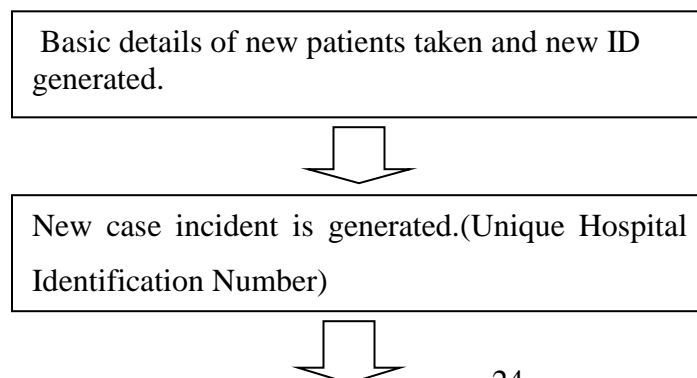 Basic details of new patients taken and new ID
generated.
New case incident is generated.(Unique Hospital
Identification Number)
24